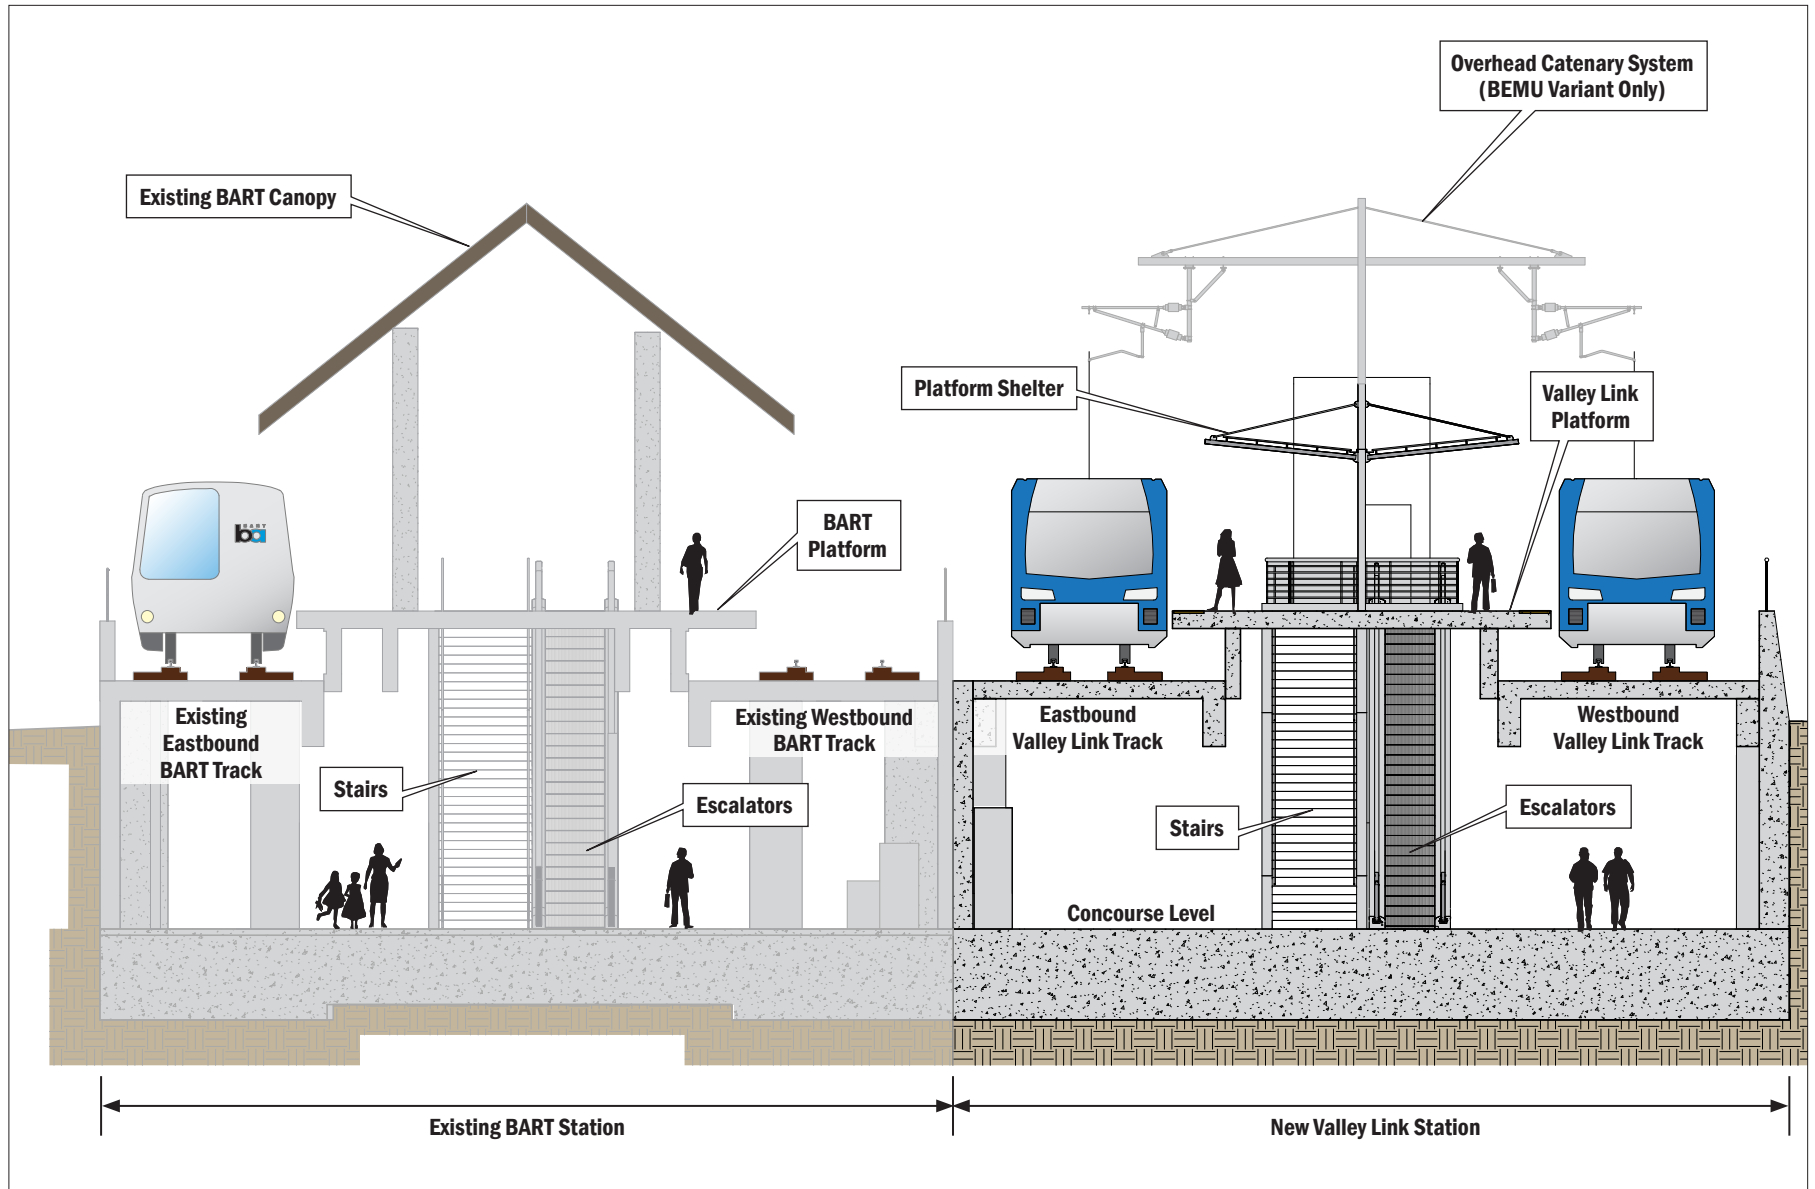 Overhead Catenary System
(BEMU Variant Only)
Existing BART Canopy
Platform Shelter
Valley Link
Platform
BART
ba
BART
Platform
Existing
Eastbound
BART Track
Existing Westbound
BART Track
Eastbound
Valley Link Track
Westbound
Valley Link Track
Stairs
Escalators
Stairs
Escalators
Concourse Level
Existing BART Station
New Valley Link Station